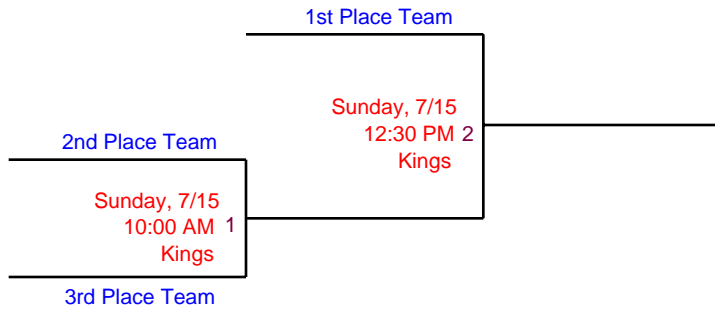 1st Place Team
Sunday, 7/15
12:30 PM 2
Kings
2nd Place Team
Sunday, 7/15
10:00 AM 1
Kings
3rd Place Team